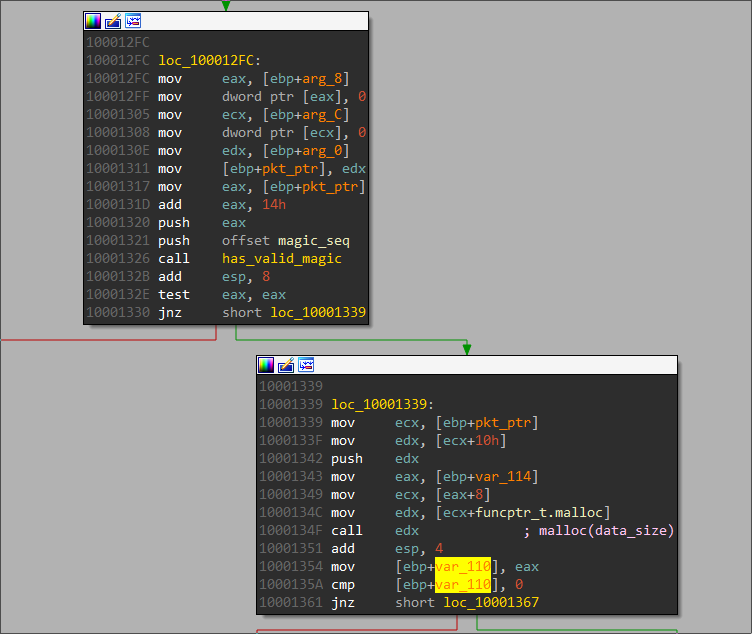 100012FC
100012FC loc_100012FC:
100012FC mov eax, [ebp+arg_8]
100012FF mov dword ptr [eax], 0
10001305 mov ecx, [ebp+arg_C]
10001308 mov dword ptr [ecx], 0
1000130E mov edx, [ebp+arg_0]
10001311 mov [ebp+pkt_ptr], edx
10001317 mov eax, [ebp+pkt_ptr]
1000131D add eax, 14h
10001320 push eax
10001321 push offset magic_seq
10001326 call has_valid_magic
1000132B add esp, 8
1000132E test eax, eax
10001330 jnz short loc_10001339
10001339
10001339 loc_10001339:
10001339 mov ecx, [ebp+pkt_ptr]
1000133F mov edx, [ecx+10h]
10001342 push edx
10001343 mov eax, [ebp+var_114]
10001349 mov ecx, [eax+8]
1000134C mov edx, [ecx+funcptr_t.malloc]
1000134F call edx ; malloc(data_size)
10001351 add esp, 4
10001354 mov [ebp+var_110], eax
1000135A cmp [ebp+var_110], 0
10001361 jnz short loc_10001367